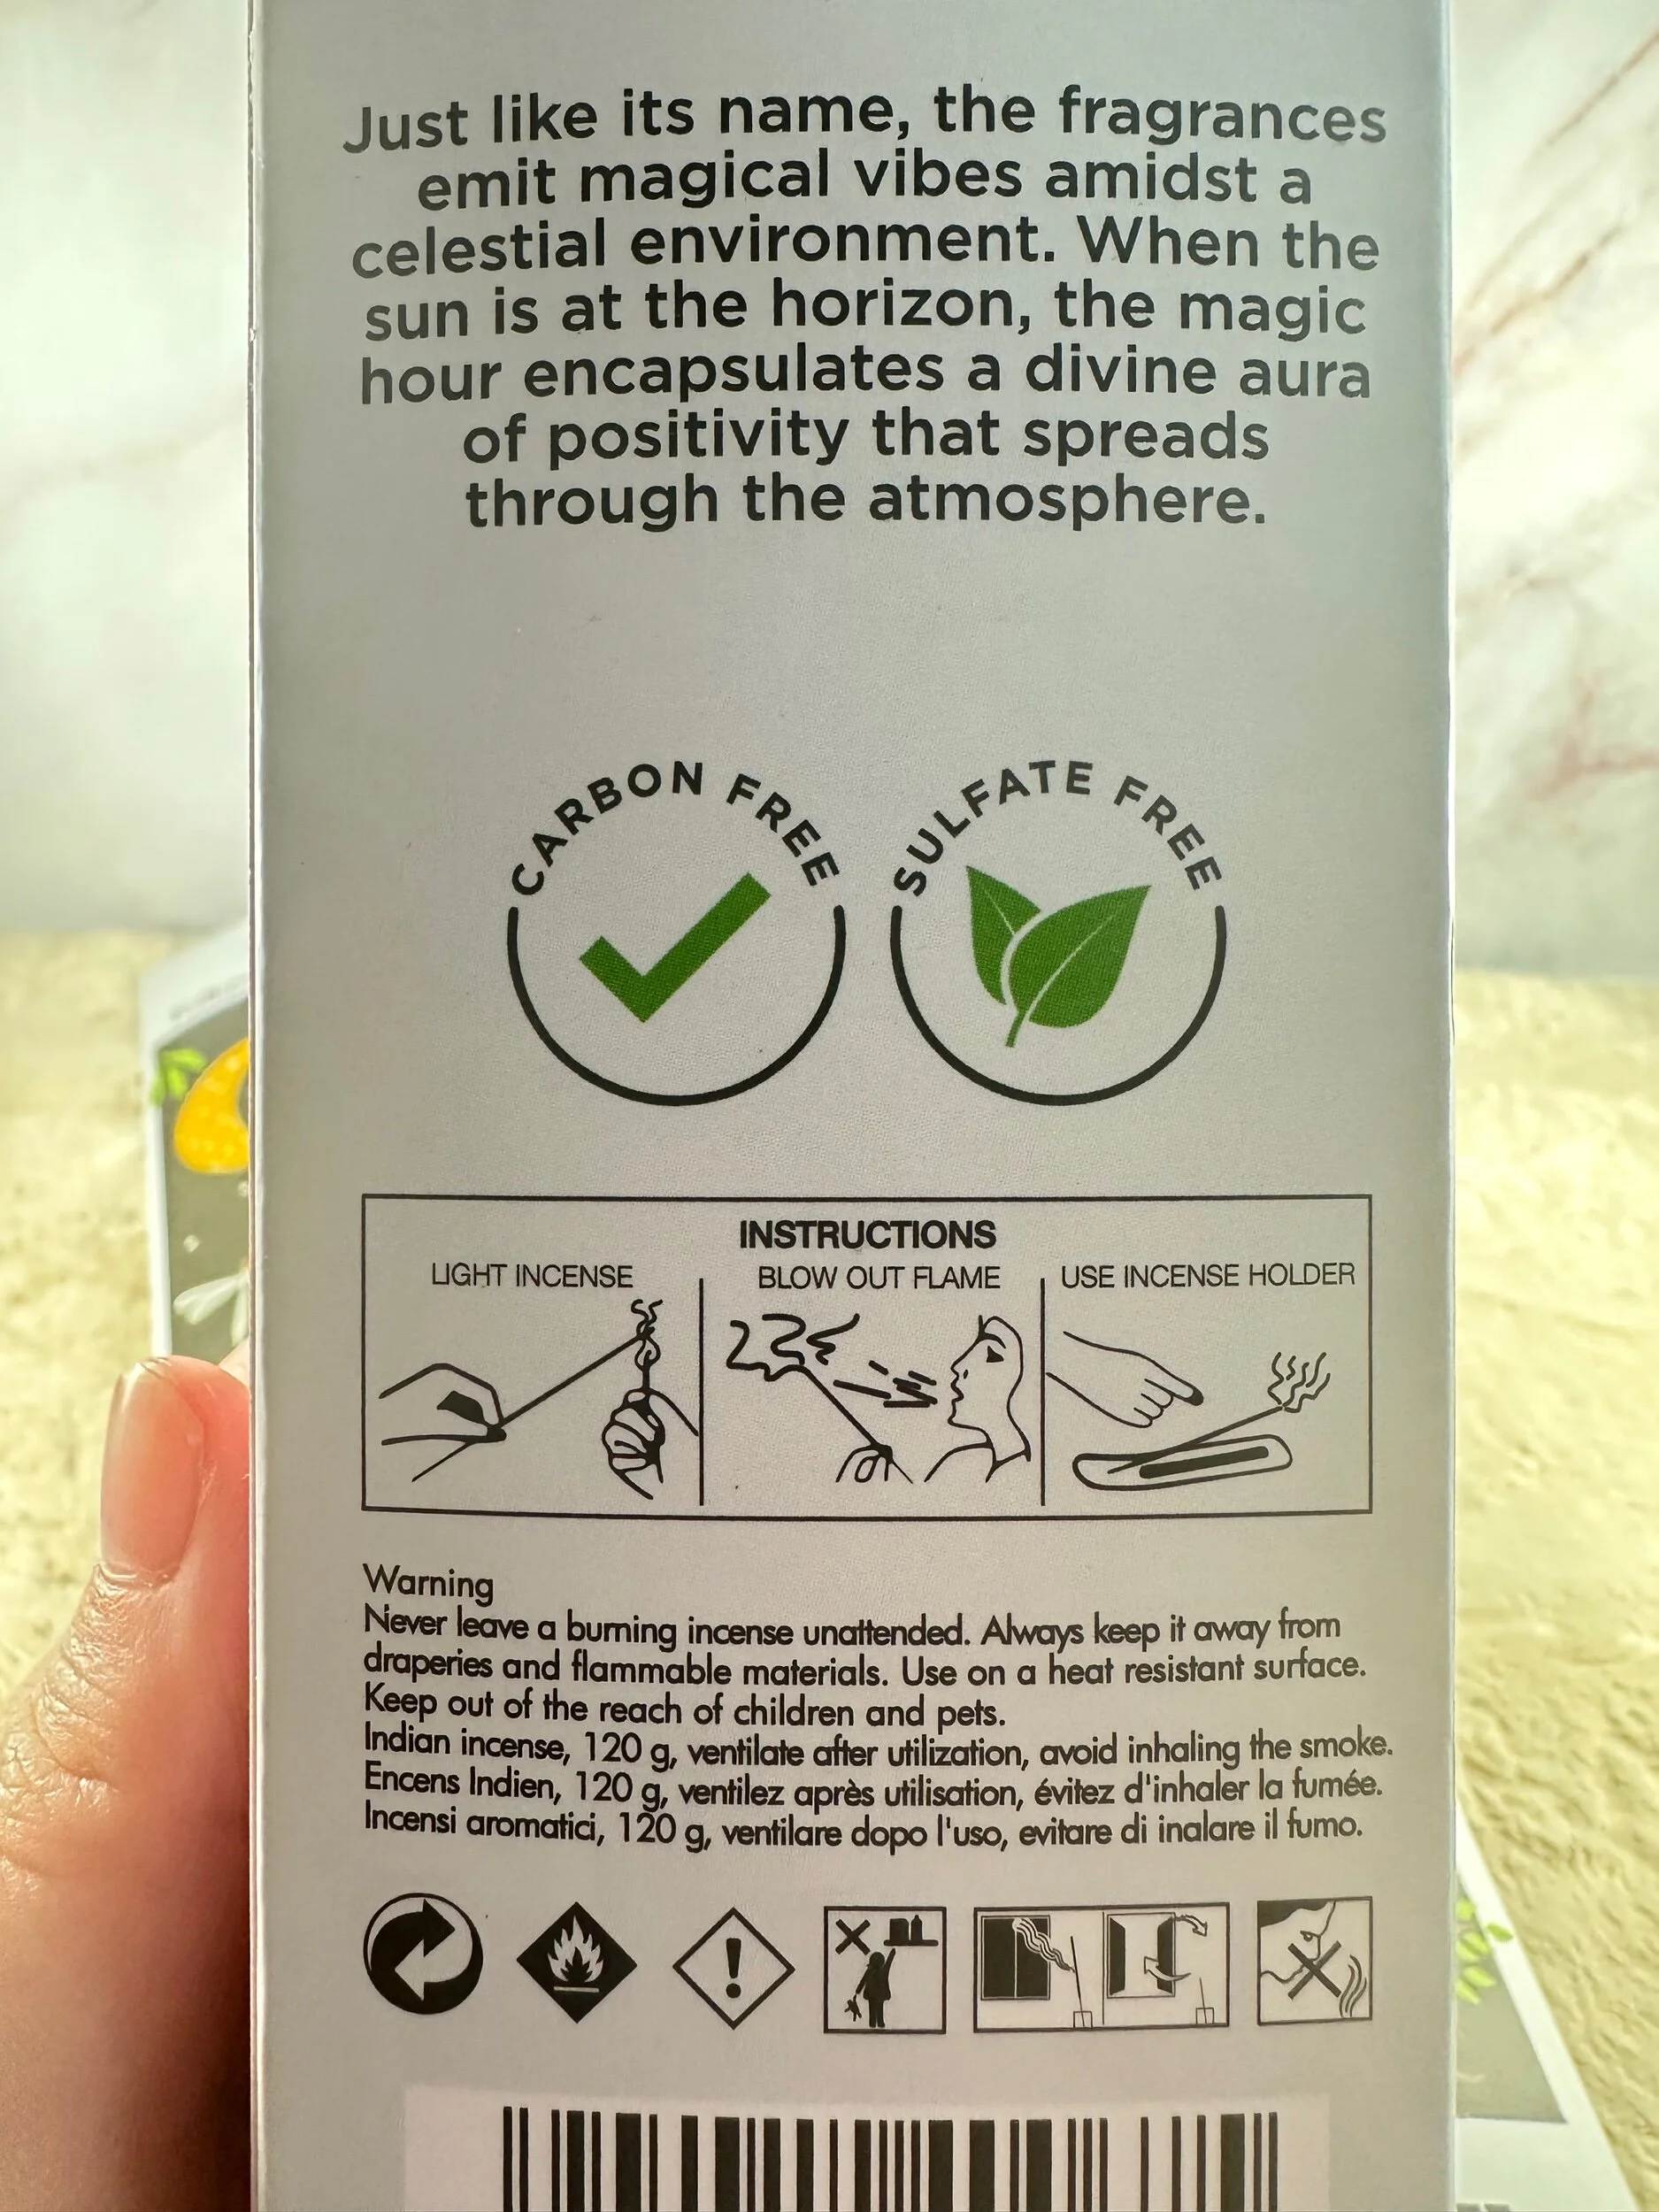 Just like its name, the fragrances
emit magical vibes amidst a
celestial environment. When the
sun is at the horizon, the magic
hour encapsulates a divine aura
of positivity that spreads
through the atmosphere.
CARBON FREE
SULFATE FREE
INSTRUCTIONS
LIGHT INCENSE
BLOW OUT FLAME
USE INCENSE HOLDER
Warning
Never leave a burning incense unattended. Always keep it away from
draperies and flammable materials. Use on a heat resistant surface.
Keep out of the reach of children and pets.
Indian incense, 120 g, ventilate after utilization, avoid inhaling the smoke.
Encens Indien, 120 g, ventilez après utilisation, évitez d'inhaler la fumée.
Incensi aromatici, 120 g, ventilare dopo l'uso, evitare di inalare il fumo.